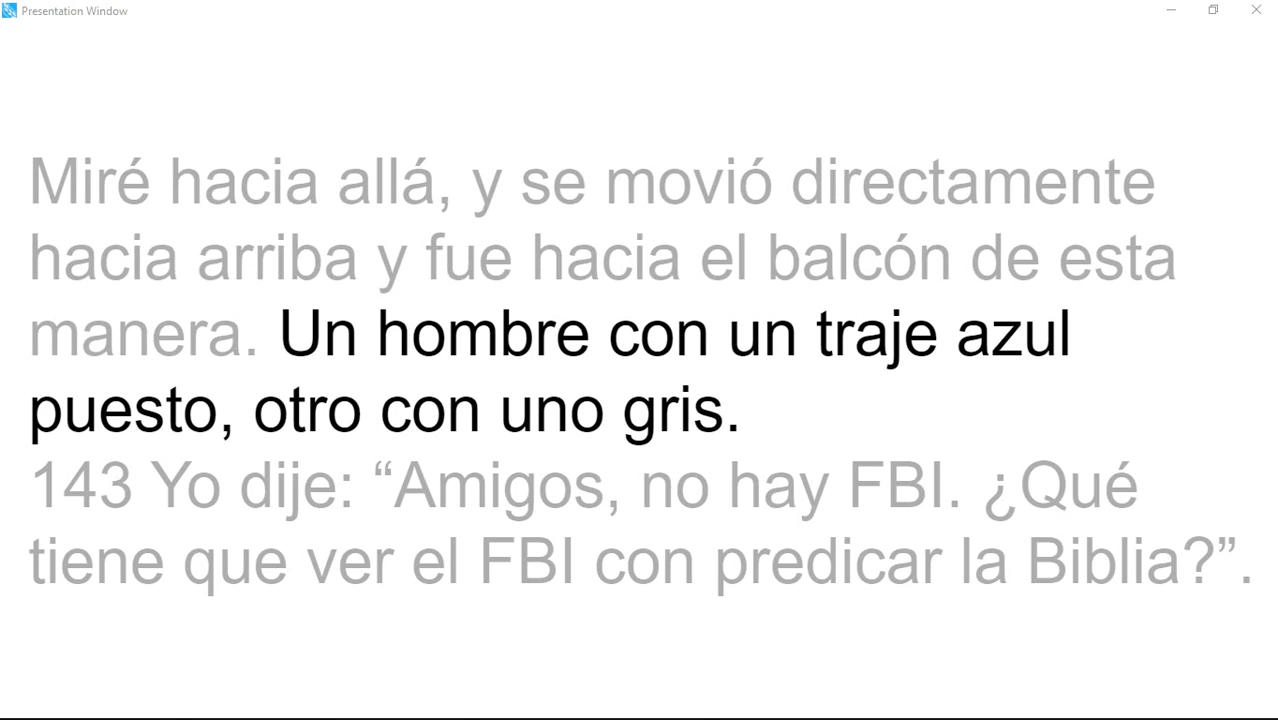 Presentation Window
Miré hacia allá, y se movió directamente
hacia arriba y fue hacia el balcón de esta
manera. Un hombre con un traje azul
puesto, otro con uno gris.
143 Yo dije: “Amigos, no hay FBI. ¿Qué
tiene que ver el FBI con predicar la Biblia?”.